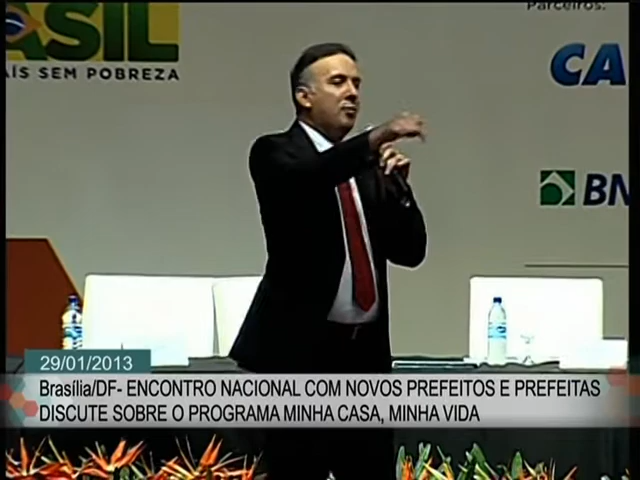 Parceiros:
ASIL
AÍS SEM POBREZA
CA
BN
29/01/2013
Brasília/DF- ENCONTRO NACIONAL COM NOVOS PREFEITOS E PREFEITAS
DISCUTE SOBRE O PROGRAMA MINHA CASA, MINHA VIDA